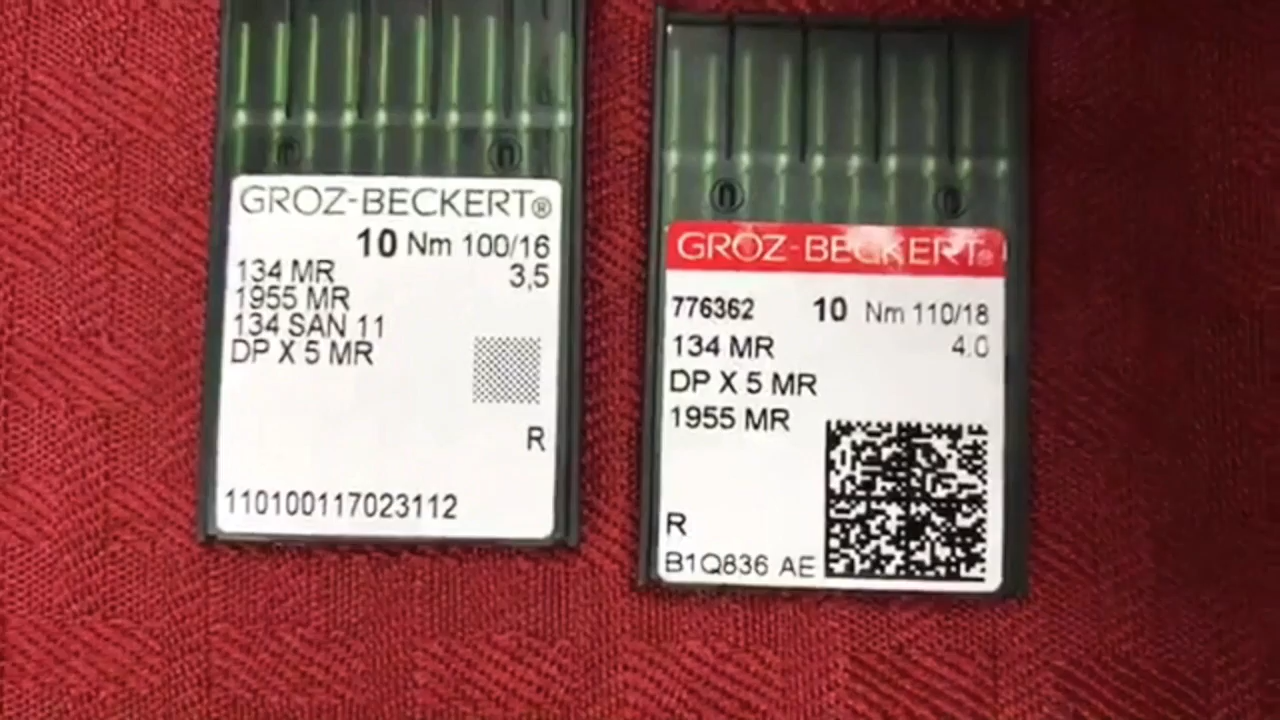 GROZ-BECKERT®
10 Nm 100/16
134 MR 3,5
1955 MR
134 SAN 11
DP X 5 MR
R
110100117023112
GROZ-BECKERT®
776362 10 Nm 110/18
134 MR 4.0
DP X 5 MR
1955 MR
R
B1Q836 AE